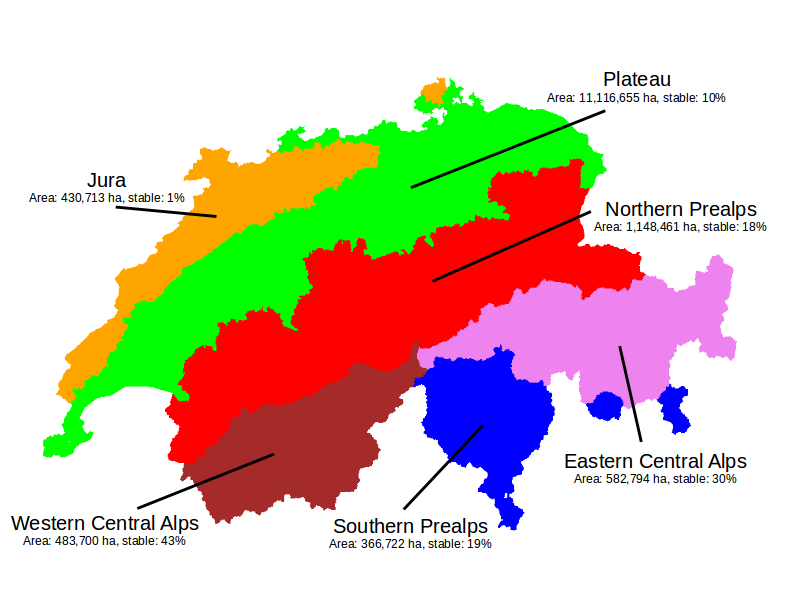 Plateau
Area: 11,116,655 ha, stable: 10%
Jura
Area: 430,713 ha, stable: 1%
Northern Prealps
Area: 1,148,461 ha, stable: 18%
Eastern Central Alps
Area: 582,794 ha, stable: 30%
Western Central Alps
Area: 483,700 ha, stable: 43%
Southern Prealps
Area: 366,722 ha, stable: 19%